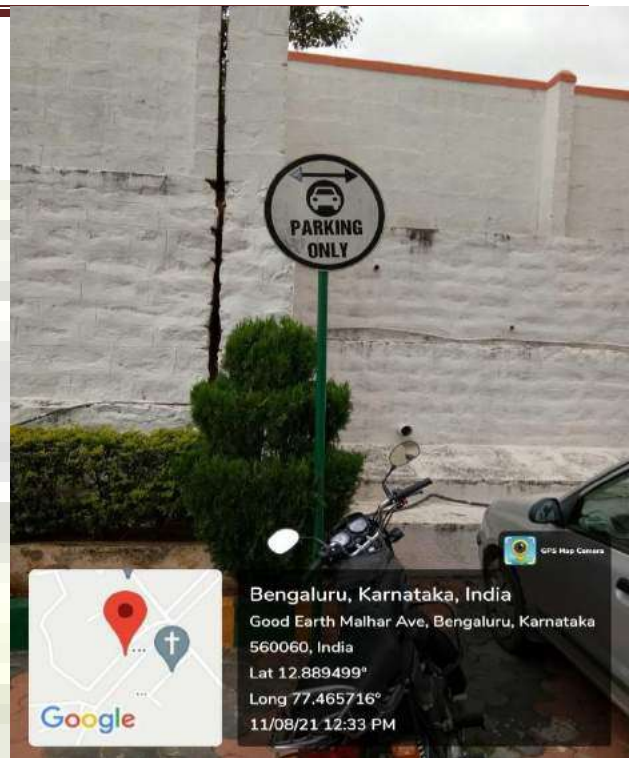 PARKING
ONLY
GPS Map Camera
Bengaluru, Karnataka, India
Good Earth Malhar Ave, Bengaluru, Karnataka
560060, India
Lat 12.889499°
Long 77.465716°
11/08/21 12:33 PM
Google